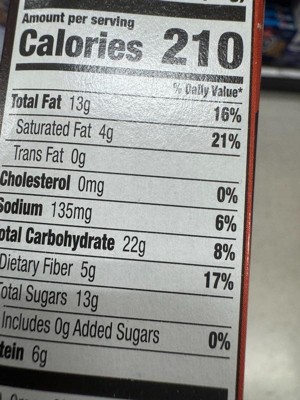 Amount per serving
Calories 210
% Daily Value*
Total Fat 13g 16%
Saturated Fat 4g 21%
Trans Fat 0g
Cholesterol 0mg 0%
Sodium 135mg 6%
otal Carbohydrate 22g 8%
Dietary Fiber 5g 17%
otal Sugars 13g
Includes 0g Added Sugars 0%
tein 6g